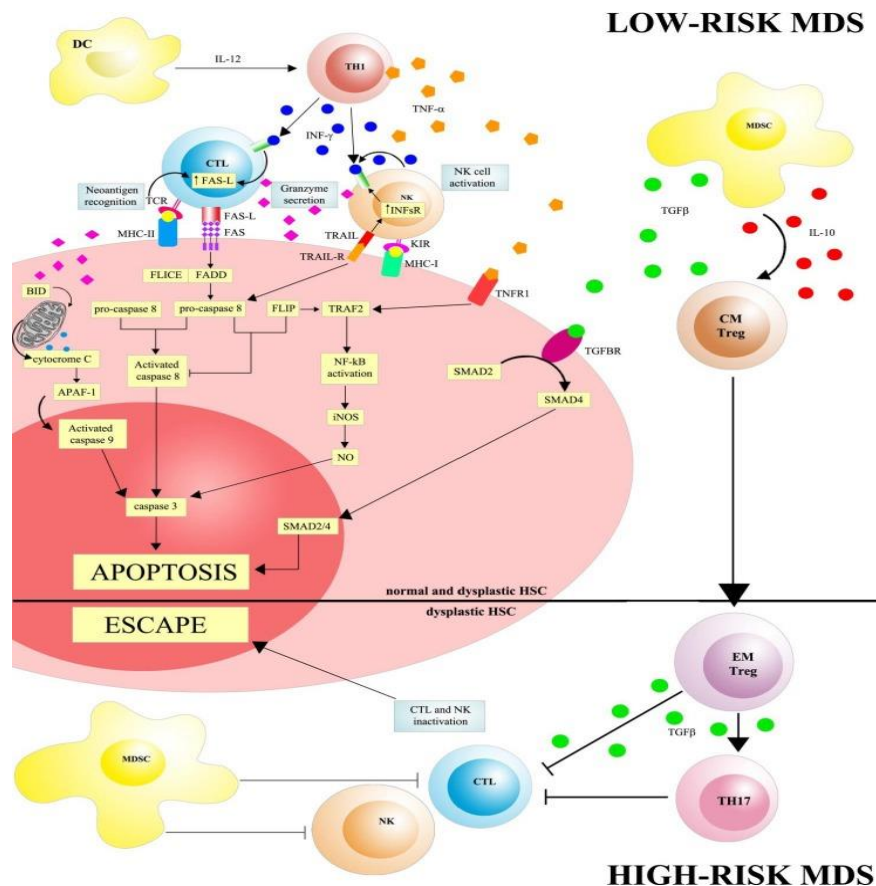 LOW-RISK MDS
DC
IL-12
TH1
TNF-α
INF-γ
MDSC
CTL
↑ FAS-L
Neoantigen
recognition
TCR
Granzyme
secretion
NK cell
activation
NK
↑INFsR
TGFβ
IL-10
MHC-II
FAS-L
FAS
TRAIL
TRAIL-R
KIR
MHC-I
FLICE
FADD
TNFR1
CM
Treg
BID
pro-caspase 8
pro-caspase 8
FLIP
TRAF2
cytocrome C
Activated
caspase 8
NF-kB
activation
TGFBR
SMAD2
APAF-1
SMAD4
iNOS
Activated
caspase 9
NO
caspase 3
SMAD2/4
APOPTOSIS
normal and dysplastic HSC
dysplastic HSC
ESCAPE
EM
Treg
CTL and NK
inactivation
TGFβ
MDSC
CTL
TH17
NK
HIGH-RISK MDS